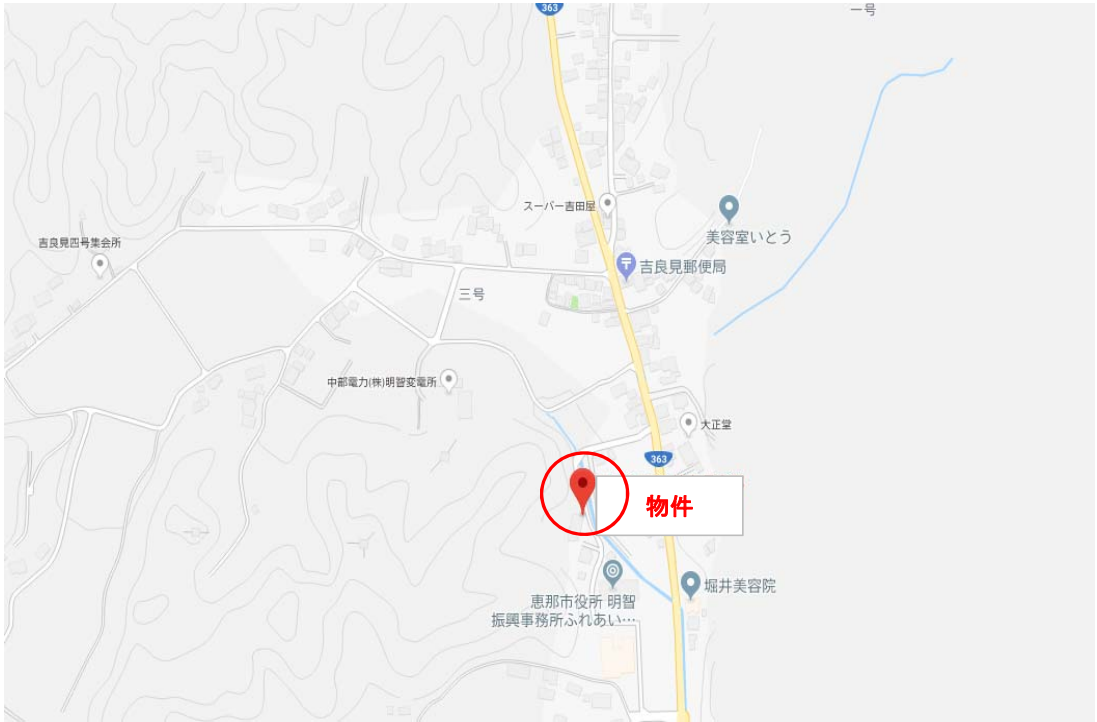 363
一号
スーパー吉田屋
美容室いとう
吉良見四号集会所
〒
吉良見郵便局
三号
中部電力(株)明智変電所
大正堂
363
物件
恵那市役所 明智
振興事務所ふれあい…
堀井美容院